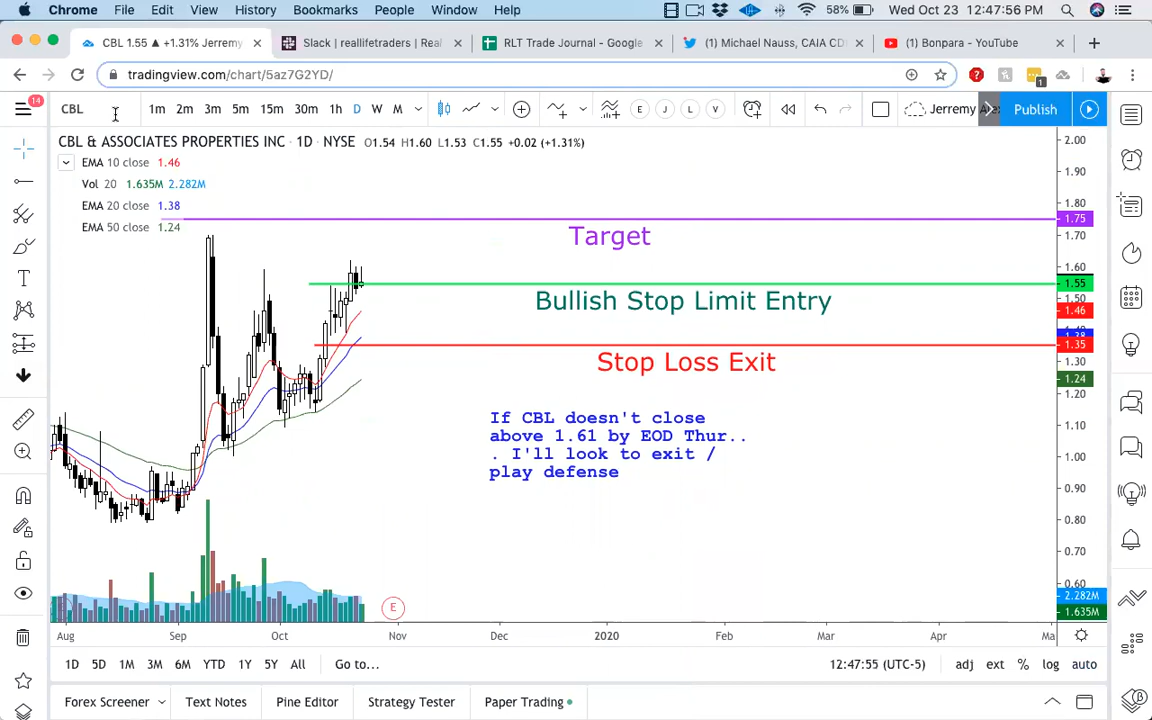 Chrome File Edit View History Bookmarks People Window Help 58% Wed Oct 23 12:47:56 PM
CBL 1.55 ▲ +1.31% Jerremy Slack | reallifetraders | Rea RLT Trade Journal - Google (1) Michael Nauss, CAIA CD (1) Bonpara - YouTube
tradingview.com/chart/5az7G2YD/
14 CBL 1m 2m 3m 5m 15m 30m 1h D W M E J L V Jerremy Publish
CBL & ASSOCIATES PROPERTIES INC · 1D · NYSE O1.54 H1.60 L1.53 C1.55 +0.02 (+1.31%)
EMA 10 close 1.46
Vol 20 1.635M 2.282M
EMA 20 close 1.38
EMA 50 close 1.24
2.00
1.90
1.80
1.75
1.70
1.60
1.55
1.50
1.46
1.35
1.30
1.24
1.20
1.10
1.00
0.90
0.80
0.70
0.60
2.282M
1.635M
Target
Bullish Stop Limit Entry
Stop Loss Exit
If CBL doesn't close
above 1.61 by EOD Thur..
. I'll look to exit /
play defense
E
Aug Sep Oct Nov Dec 2020 Feb Mar Apr Ma
1D 5D 1M 3M 6M YTD 1Y 5Y All Go to... 12:47:55 (UTC-5) adj ext % log auto
Forex Screener Text Notes Pine Editor Strategy Tester Paper Trading